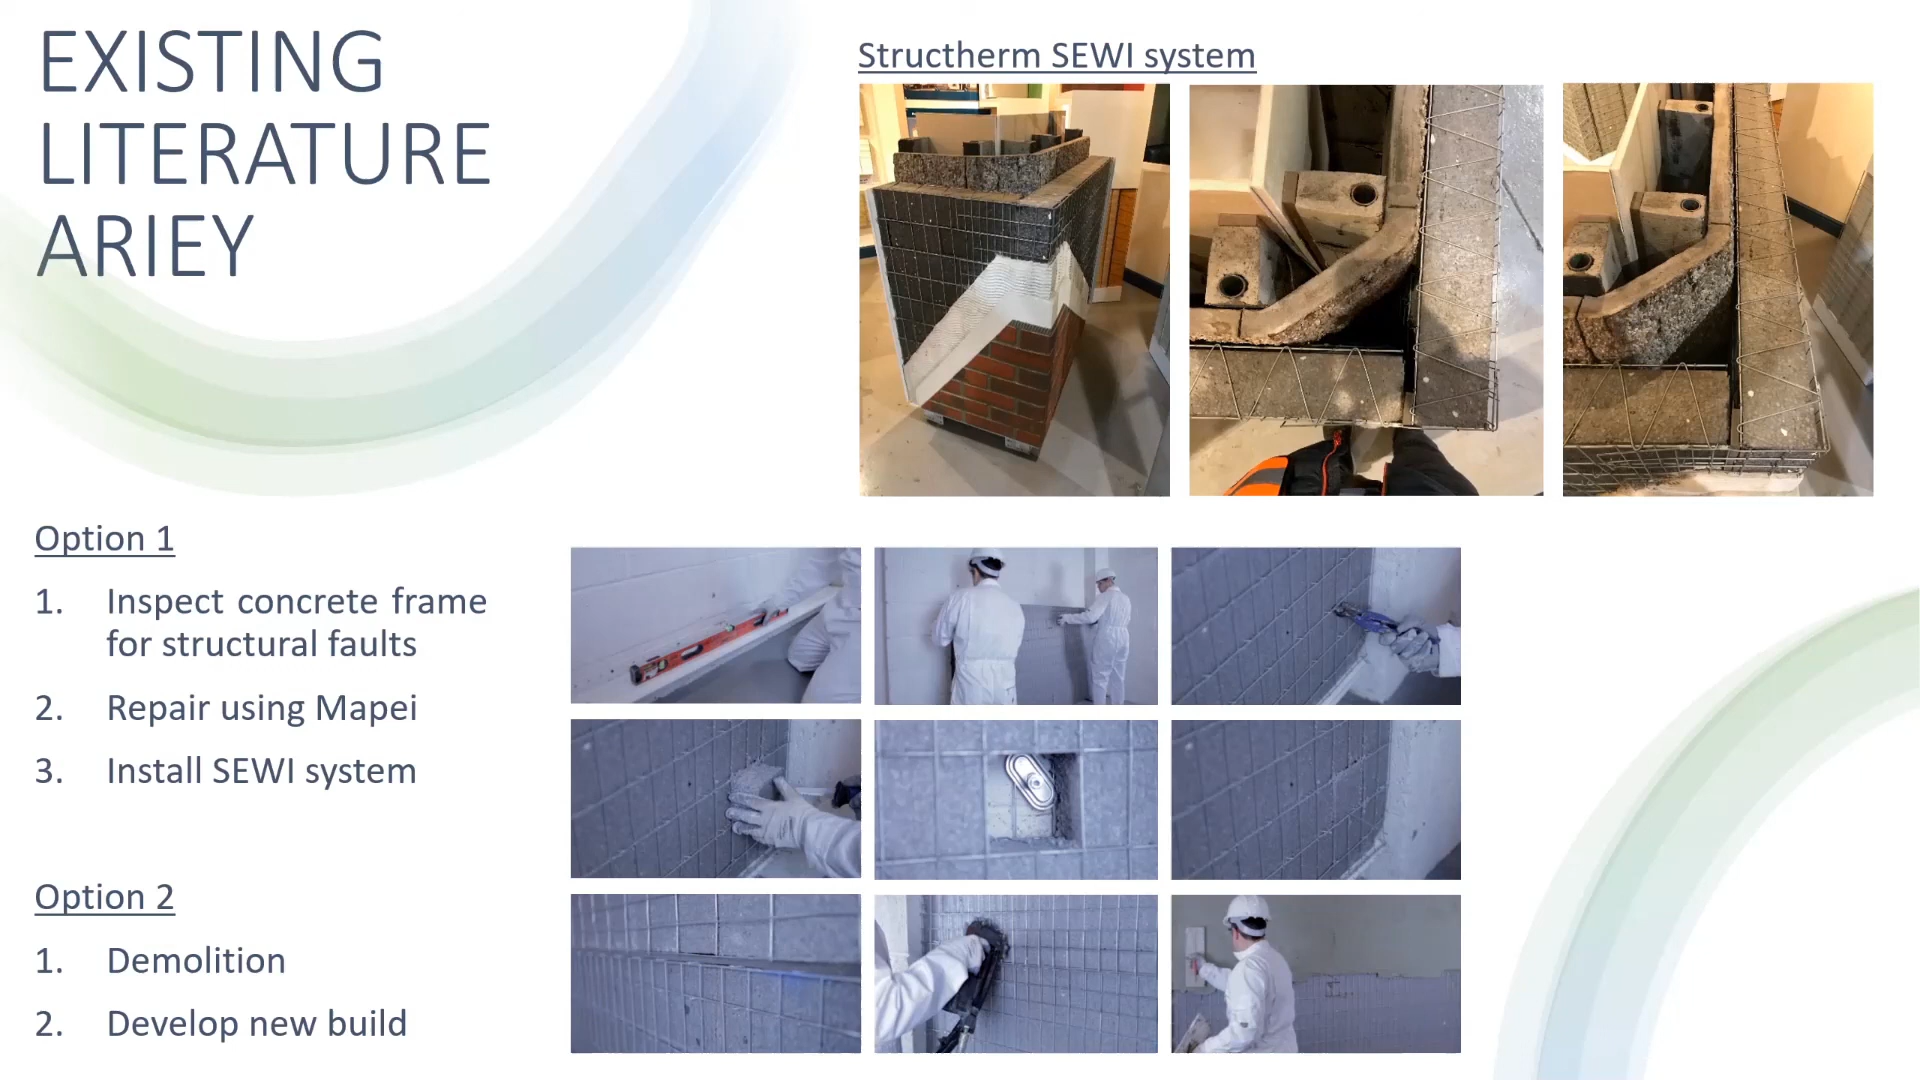 EXISTING
LITERATURE
ARIEY
Structherm SEWI system
Option 1
1. Inspect concrete frame
for structural faults
2. Repair using Mapei
3. Install SEWI system
Option 2
1. Demolition
2. Develop new build